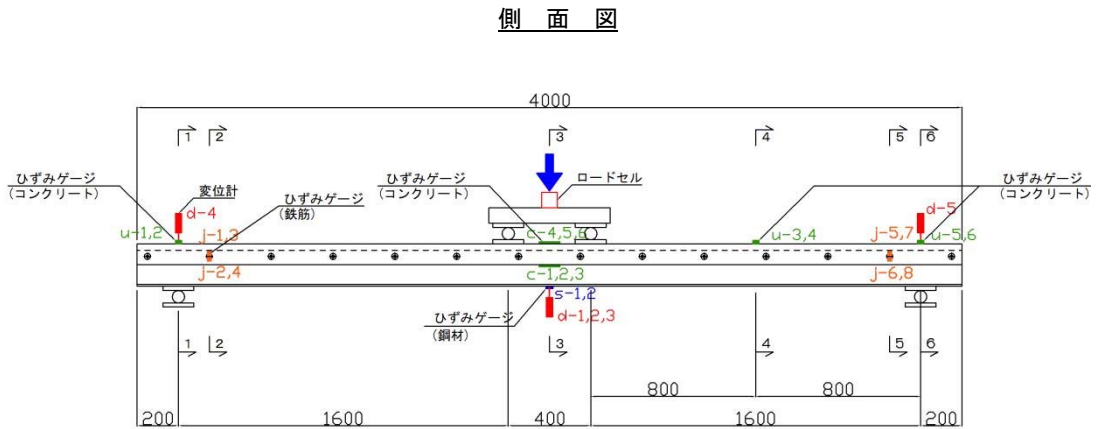 側 面 図
4000
1 2 3 4 5 6
ひずみゲージ
(コンクリート)
変位計
d-4
ひずみゲージ
(鉄筋)
ひずみゲージ
(コンクリート)
ロードセル
ひずみゲージ
(コンクリート)
d-5
u-1,2
j-1,3
c-4,5,6
u-3,4
j-5,7
u-5,6
j-2,4
c-1,2,3
j-6,8
s-1,2
ひずみゲージ
(鋼材)
d-1,2,3
1 2 3 4 5 6
800 800
200 1600 400 1600 200